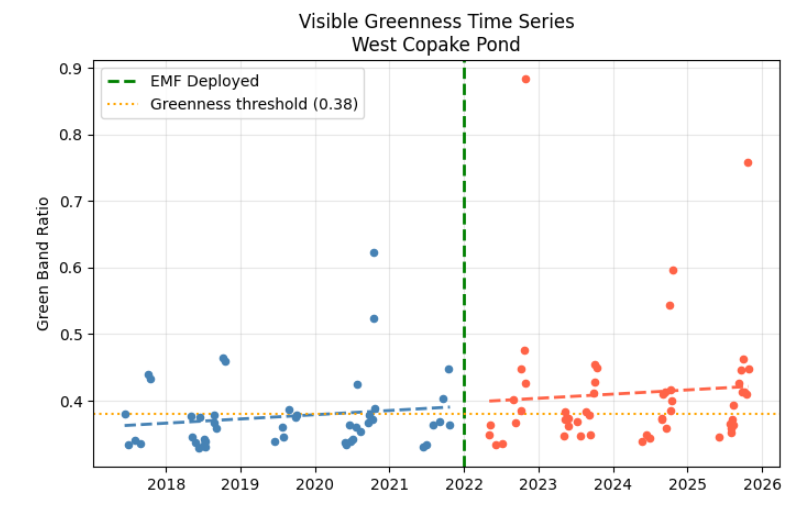 Visible Greenness Time Series
West Copake Pond
EMF Deployed
Greenness threshold (0.38)
Green Band Ratio
0.9
0.8
0.7
0.6
0.5
0.4
2018 2019 2020 2021 2022 2023 2024 2025 2026